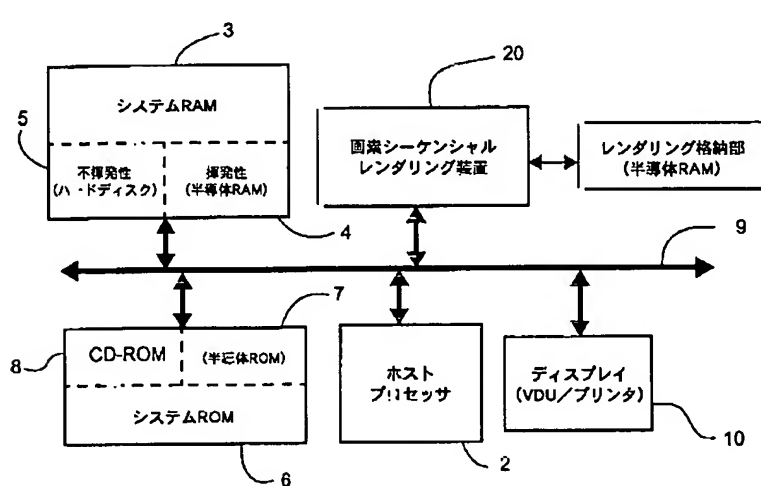 3
20
5
システムRAM
不揮発性
(ハードディスク)
揮発性
(半導体RAM)
4
画素シーケンシャル
レンダリング装置
レンダリング格納部
(半導体RAM)
9
7
8
CD-ROM
(半導体ROM)
システムROM
6
ホスト
プロセッサ
2
ディスプレイ
(VDU／プリンタ)
10